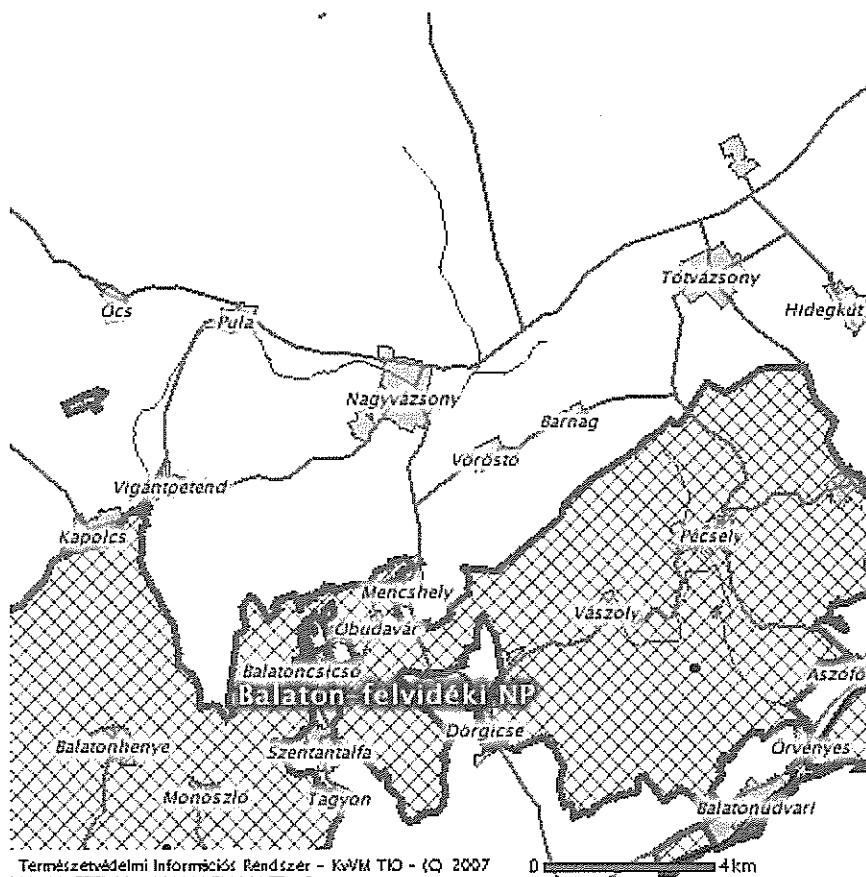 Tótvázsony
Hidegkút
Öcs
Pula
Nagyvázsony
Barnag
Vöröstó
Vigántpetend
Kapolcs
Pécsely
Mencshely
Vászoly
Óbudavár
Balatoncsicsó
Aszófő
Balaton-felvidéki NP
Dörgicse
Balatonhenye
Szentantalfa
Örvényes
Monoszló
Tagyon
Balatonudvari
Természetvédelmi Információs Rendszer - KvVM TIO - (C) 2007
0 4km